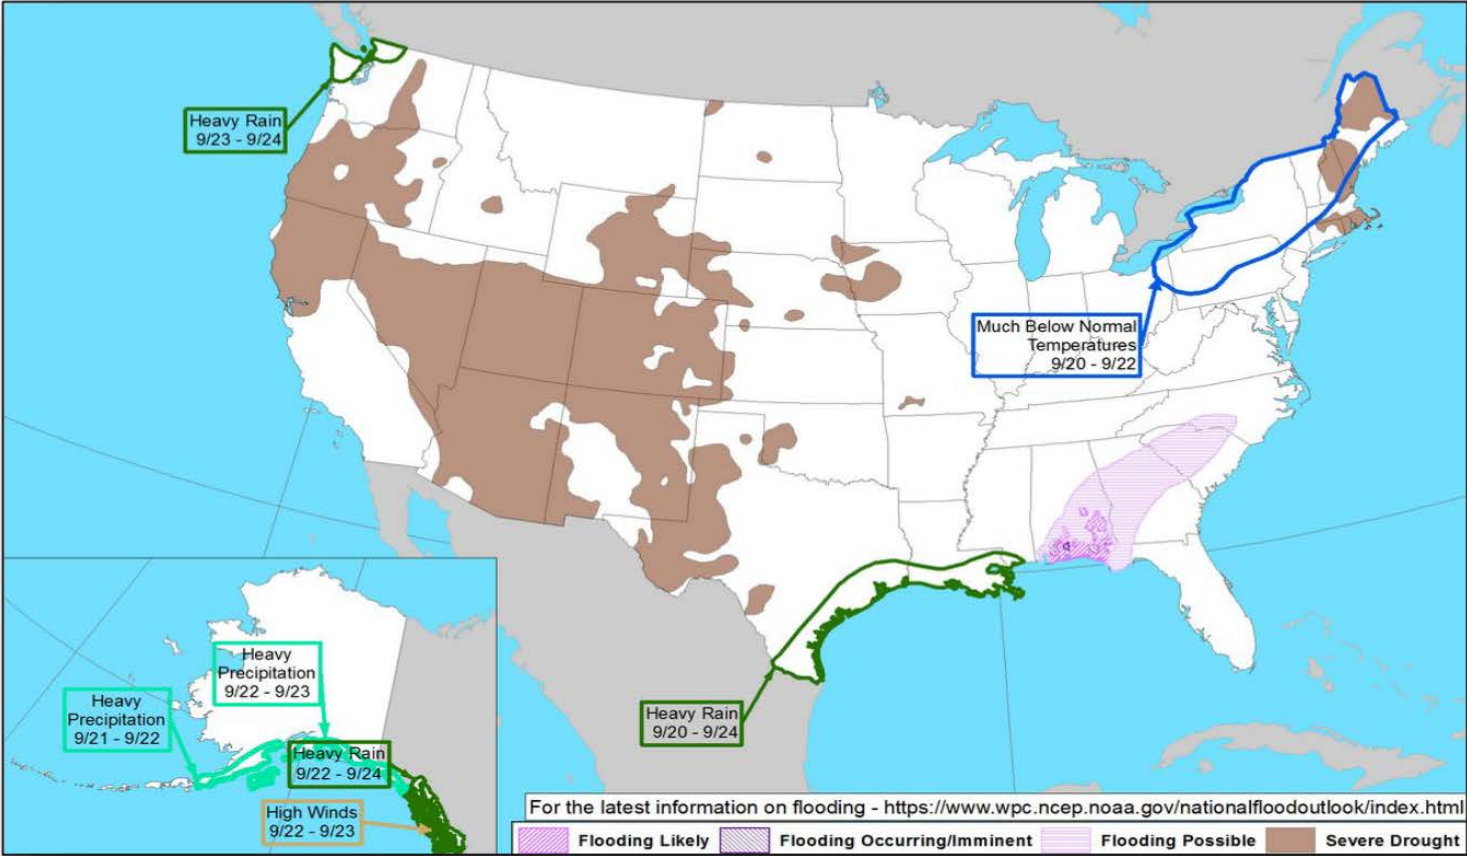 Heavy Rain
9/23 - 9/24
Much Below Normal
Temperatures
9/20 - 9/22
Heavy
Precipitation
9/22 - 9/23
Heavy
Precipitation
9/21 - 9/22
Heavy Rain
9/20 - 9/24
Heavy Rain
9/22 - 9/24
High Winds
9/22 - 9/23
For the latest information on flooding - https://www.wpc.ncep.noaa.gov/nationalfloodoutlook/index.html
Flooding Likely Flooding Occurring/Imminent Flooding Possible Severe Drought